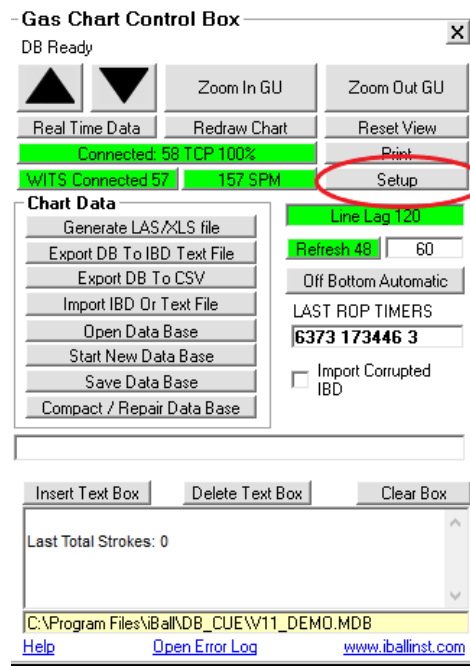 Gas Chart Control Box
X
DB Ready
Zoom In GU Zoom Out GU
Real Time Data Redraw Chart Reset View
Connected: 58 TCP 100% Print
WITS Connected 57 157 SPM Setup
Chart Data
Generate LAS/XLS file
Export DB To IBD Text File
Export DB To CSV
Import IBD Or Text File
Open Data Base
Start New Data Base
Save Data Base
Compact / Repair Data Base
Line Lag 120
Refresh 48 60
Off Bottom Automatic
LAST ROP TIMERS
6373 173446 3
Import Corrupted
IBD
Insert Text Box Delete Text Box Clear Box
Last Total Strokes: 0
C:\Program Files\iBall\DB_CUE\V11_DEMO.MDB
Help Open Error Log www.iballinst.com